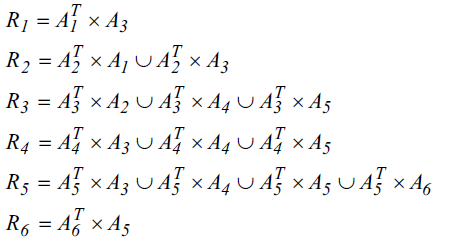 R₁ = A₁ᵀ × A₃
R₂ = A₂ᵀ × A₁ ∪ A₂ᵀ × A₃
R₃ = A₃ᵀ × A₂ ∪ A₃ᵀ × A₄ ∪ A₃ᵀ × A₅
R₄ = A₄ᵀ × A₃ ∪ A₄ᵀ × A₄ ∪ A₄ᵀ × A₅
R₅ = A₅ᵀ × A₃ ∪ A₅ᵀ × A₄ ∪ A₅ᵀ × A₅ ∪ A₅ᵀ × A₆
R₆ = A₆ᵀ × A₅